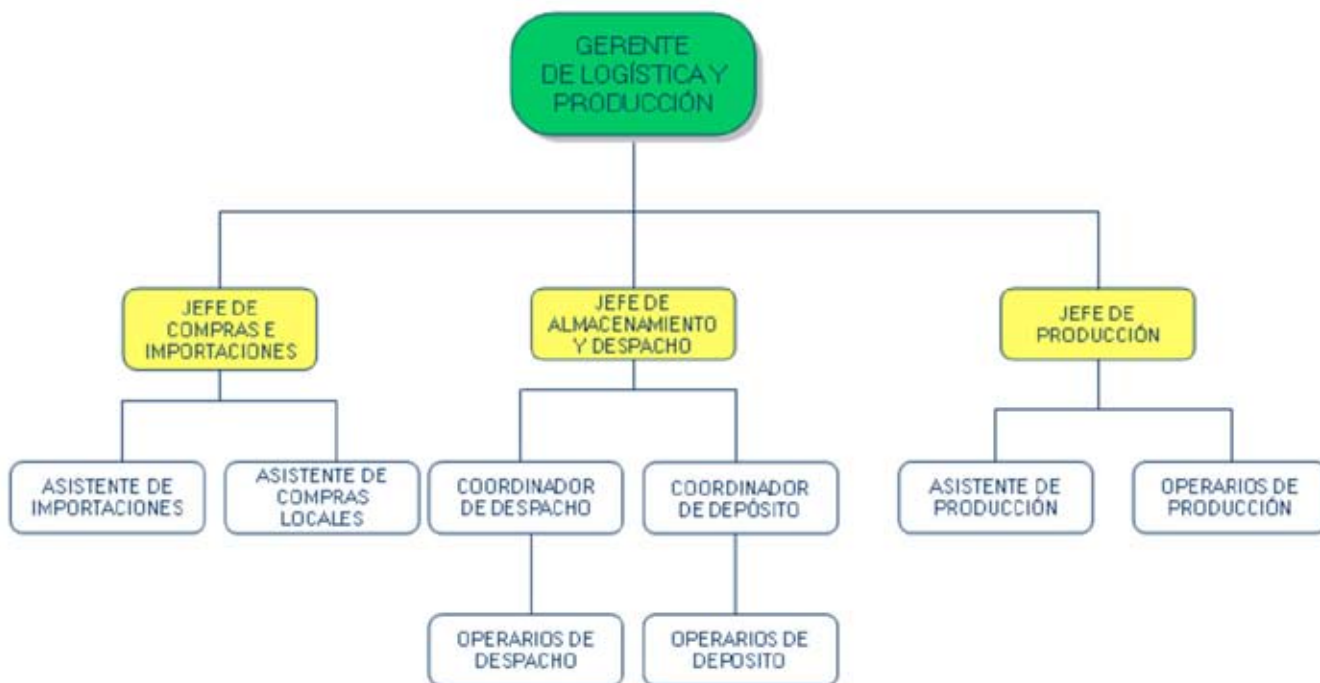 GERENTE
DE LOGÍSTICA Y
PRODUCCIÓN
JEFE DE
COMPRAS E
IMPORTACIONES
JEFE DE
ALMACENAMIENTO
Y DESPACHO
JEFE DE
PRODUCCIÓN
ASISTENTE DE
IMPORTACIONES
ASISTENTE DE
COMPRAS
LOCALES
COORDINADOR
DE DESPACHO
COORDINADOR
DE DEPÓSITO
ASISTENTE DE
PRODUCCIÓN
OPERARIOS DE
PRODUCCIÓN
OPERARIOS DE
DESPACHO
OPERARIOS DE
DEPOSITO